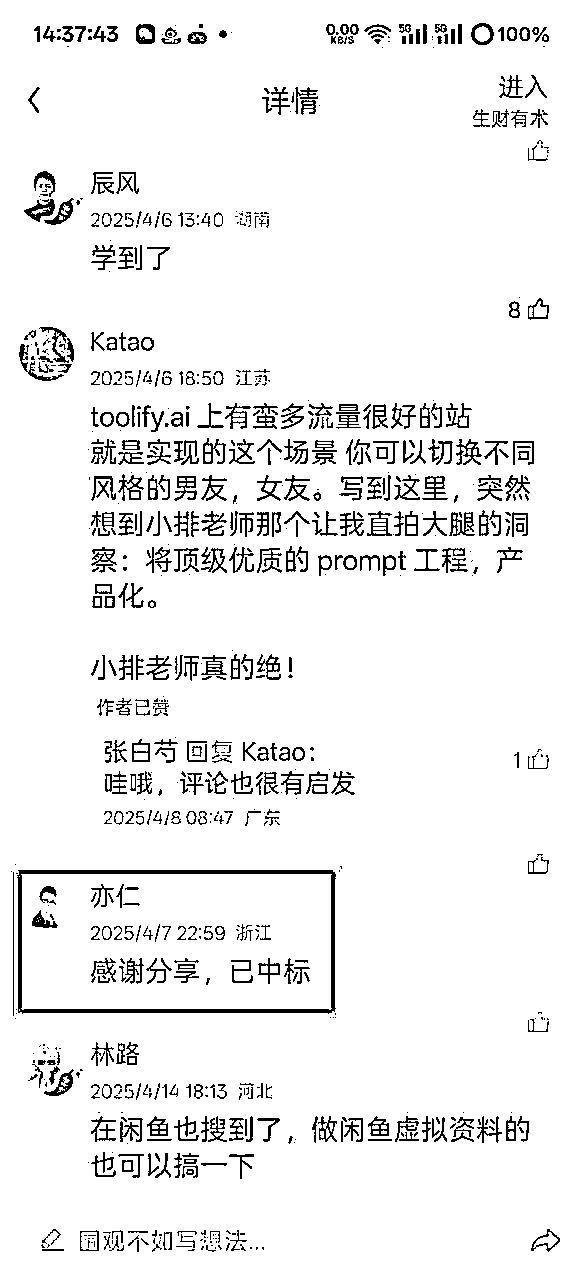 14:37:43
0.00 KB/S 5G 5G 100%
详情
进入
生财有术
辰风
2025/4/6 13:40 湖南
学到了
8
Katao
2025/4/6 18:50 江苏
toolify.ai 上有蛮多流量很好的站
就是实现的这个场景 你可以切换不同
风格的男友，女友。写到这里，突然
想到小排老师那个让我直拍大腿的洞
察：将顶级优质的 prompt 工程，产
品化。
小排老师真的绝！
作者已赞
张白芍 回复 Katao：
1
哇哦，评论也很有启发
2025/4/8 08:47 广东
亦仁
2025/4/7 22:59 浙江
感谢分享，已中标
林路
2025/4/14 18:13 河北
在闲鱼也搜到了，做闲鱼虚拟资料的
也可以搞一下
围观不如写想法...